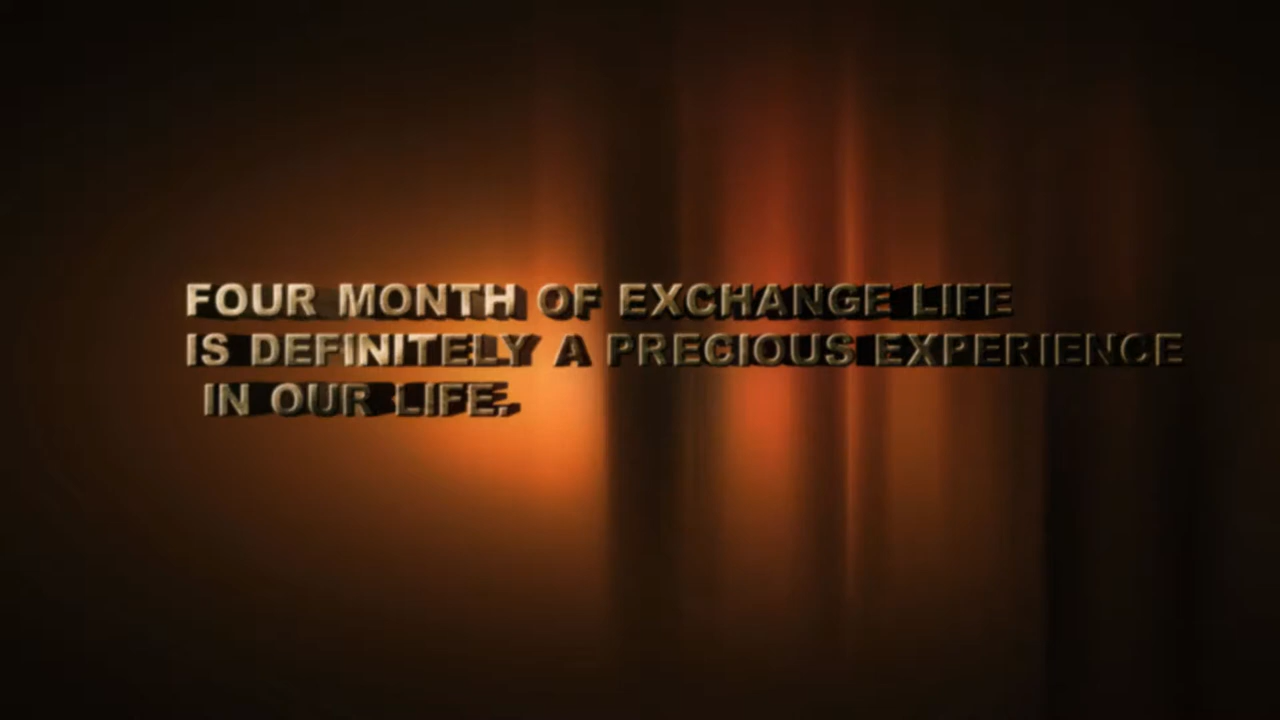 FOUR MONTH OF EXCHANGE LIFE
IS DEFINITELY A PRECIOUS EXPERIENCE
IN OUR LIFE.